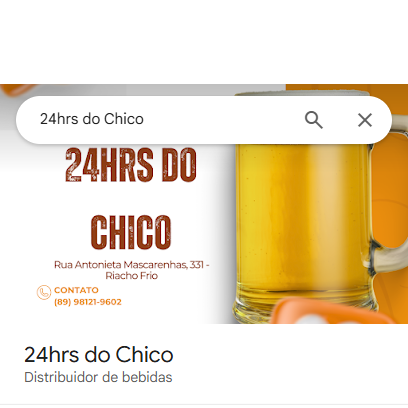 24hrs do Chico
24HRS DO
CHICO
Rua Antonieta Mascarenhas, 331 -
Riacho Frio
CONTATO
(89) 98121-9602
24hrs do Chico
Distribuidor de bebidas